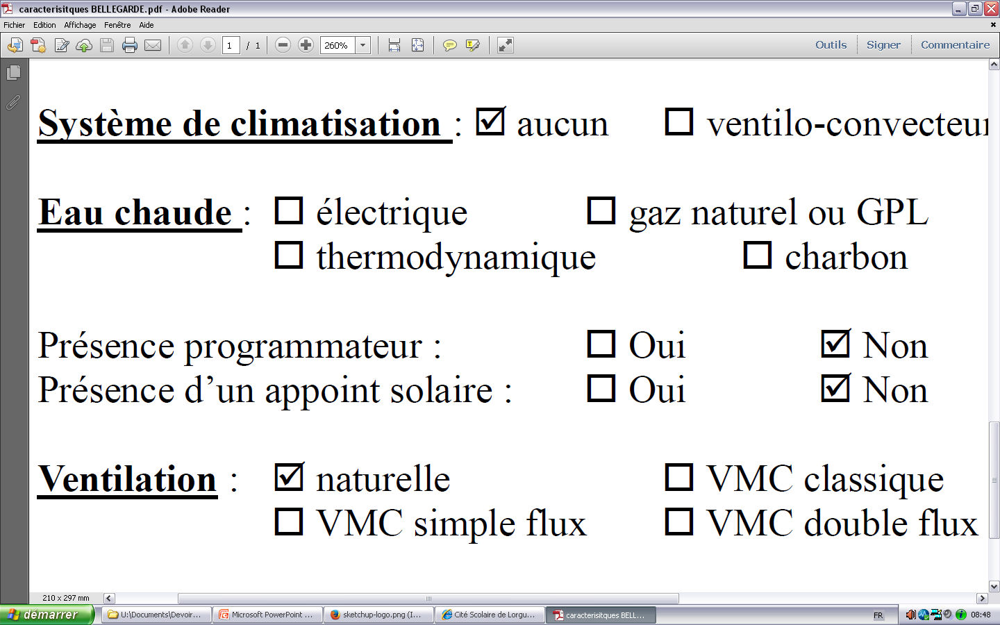 caracterisitques BELLEGARDE.pdf - Adobe Reader
Fichier Edition Affichage Fenêtre Aide
1 / 1 260% Outils Signer Commentaire
Système de climatisation : ☑ aucun ☐ ventilo-convecteur
Eau chaude : ☐ électrique ☐ gaz naturel ou GPL
☐ thermodynamique ☐ charbon
Présence programmateur : ☐ Oui ☑ Non
Présence d’un appoint solaire : ☐ Oui ☑ Non
Ventilation : ☑ naturelle ☐ VMC classique
☐ VMC simple flux ☐ VMC double flux
210 x 297 mm
démarrer U:\Documents\Devoir... Microsoft PowerPoint ... sketchup-logo.png (I... Cité Scolaire de Lorgu... caracterisitques BELL... FR 08:48